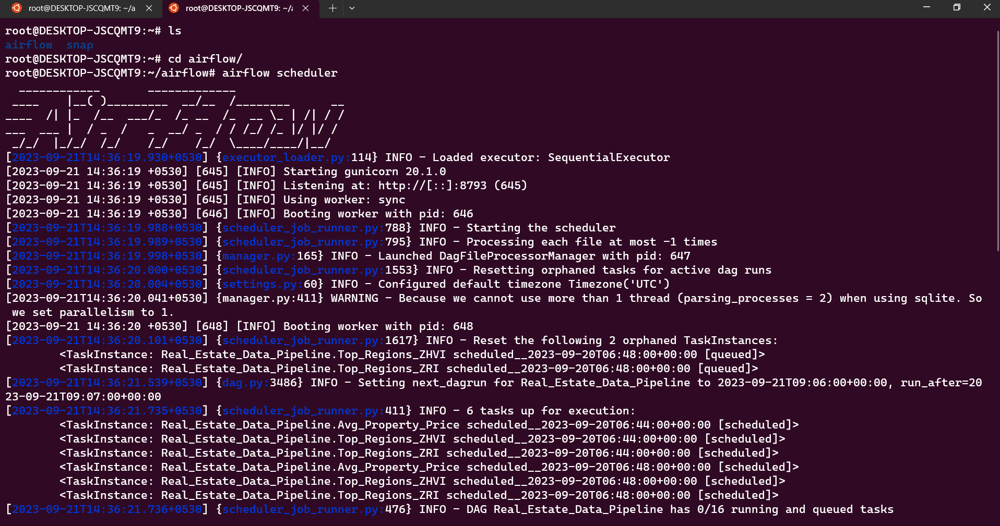 root@DESKTOP-JSCQMT9: ~/a
root@DESKTOP-JSCQMT9: ~/a
root@DESKTOP-JSCQMT9:~# ls
airflow  snap
root@DESKTOP-JSCQMT9:~# cd airflow/
root@DESKTOP-JSCQMT9:~/airflow# airflow scheduler
  ____________       _____________
 ____    |__( )_________  __/__  /________      __
____  /| |_  /__  ___/_  /_ __  /_  __ \_ | /| / /
___  ___ |  / _  /   _  __/ _  / / /_/ /_ |/ |/ /
 _/_/  |_/_/  /_/    /_/    /_/  \____/____/|__/
[2023-09-21T14:36:19.930+0530] {executor_loader.py:114} INFO - Loaded executor: SequentialExecutor
[2023-09-21 14:36:19 +0530] [645] [INFO] Starting gunicorn 20.1.0
[2023-09-21 14:36:19 +0530] [645] [INFO] Listening at: http://[::]:8793 (645)
[2023-09-21 14:36:19 +0530] [645] [INFO] Using worker: sync
[2023-09-21 14:36:19 +0530] [646] [INFO] Booting worker with pid: 646
[2023-09-21T14:36:19.988+0530] {scheduler_job_runner.py:788} INFO - Starting the scheduler
[2023-09-21T14:36:19.989+0530] {scheduler_job_runner.py:795} INFO - Processing each file at most -1 times
[2023-09-21T14:36:19.998+0530] {manager.py:165} INFO - Launched DagFileProcessorManager with pid: 647
[2023-09-21T14:36:20.000+0530] {scheduler_job_runner.py:1553} INFO - Resetting orphaned tasks for active dag runs
[2023-09-21T14:36:20.004+0530] {settings.py:60} INFO - Configured default timezone Timezone('UTC')
[2023-09-21T14:36:20.041+0530] {manager.py:411} WARNING - Because we cannot use more than 1 thread (parsing_processes = 2) when using sqlite. So
 we set parallelism to 1.
[2023-09-21 14:36:20 +0530] [648] [INFO] Booting worker with pid: 648
[2023-09-21T14:36:20.101+0530] {scheduler_job_runner.py:1617} INFO - Reset the following 2 orphaned TaskInstances:
        <TaskInstance: Real_Estate_Data_Pipeline.Top_Regions_ZHVI scheduled__2023-09-20T06:48:00+00:00 [queued]>
        <TaskInstance: Real_Estate_Data_Pipeline.Top_Regions_ZRI scheduled__2023-09-20T06:48:00+00:00 [queued]>
[2023-09-21T14:36:21.539+0530] {dag.py:3486} INFO - Setting next_dagrun for Real_Estate_Data_Pipeline to 2023-09-21T09:06:00+00:00, run_after=20
23-09-21T09:07:00+00:00
[2023-09-21T14:36:21.735+0530] {scheduler_job_runner.py:411} INFO - 6 tasks up for execution:
        <TaskInstance: Real_Estate_Data_Pipeline.Avg_Property_Price scheduled__2023-09-20T06:44:00+00:00 [scheduled]>
        <TaskInstance: Real_Estate_Data_Pipeline.Top_Regions_ZHVI scheduled__2023-09-20T06:44:00+00:00 [scheduled]>
        <TaskInstance: Real_Estate_Data_Pipeline.Top_Regions_ZRI scheduled__2023-09-20T06:44:00+00:00 [scheduled]>
        <TaskInstance: Real_Estate_Data_Pipeline.Avg_Property_Price scheduled__2023-09-20T06:48:00+00:00 [scheduled]>
        <TaskInstance: Real_Estate_Data_Pipeline.Top_Regions_ZHVI scheduled__2023-09-20T06:48:00+00:00 [scheduled]>
        <TaskInstance: Real_Estate_Data_Pipeline.Top_Regions_ZRI scheduled__2023-09-20T06:48:00+00:00 [scheduled]>
[2023-09-21T14:36:21.736+0530] {scheduler_job_runner.py:476} INFO - DAG Real_Estate_Data_Pipeline has 0/16 running and queued tasks